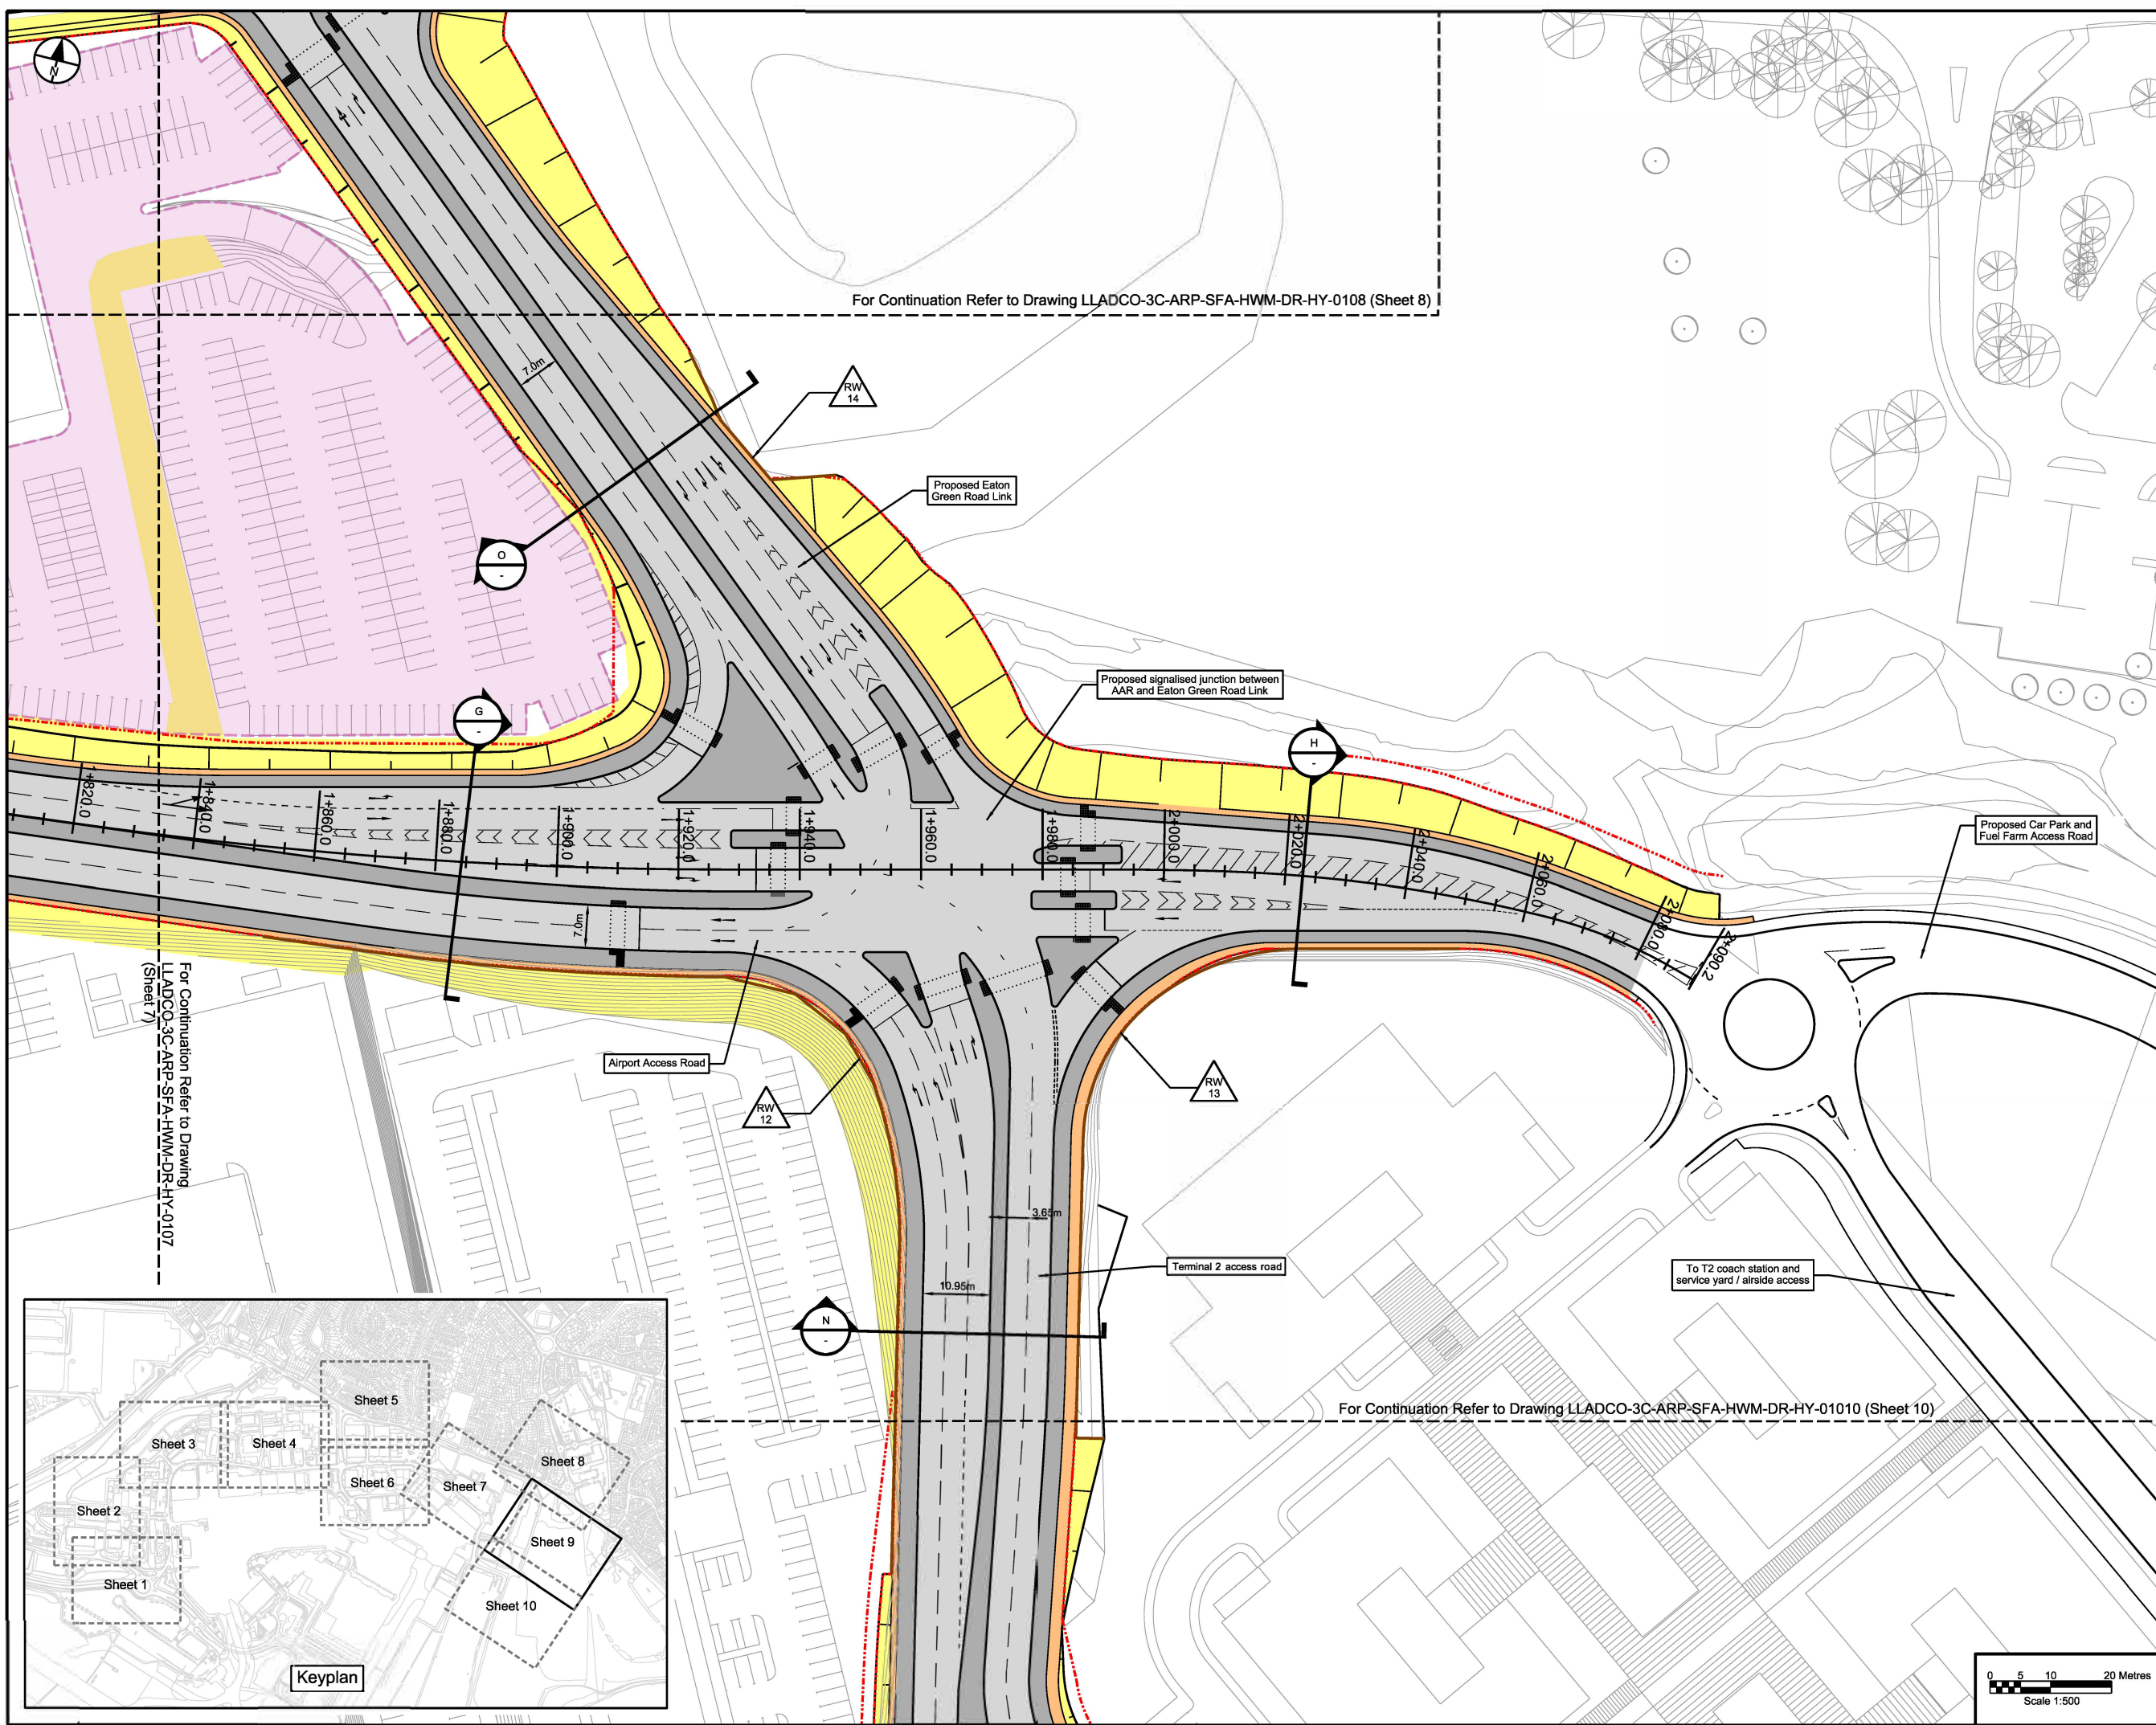 N
For Continuation Refer to Drawing LLADCO-3C-ARP-SFA-HWM-DR-HY-0108 (Sheet 8)
7.0m
RW
14
Proposed Eaton
Green Road Link
O
-
G
-
Proposed signalised junction between
AAR and Eaton Green Road Link
H
-
1+820.0
1+840.0
1+860.0
1+880.0
1+900.0
1+920.0
1+940.0
1+960.0
1+980.0
2+000.0
2+020.0
2+040.0
2+060.0
2+080.0
2+090.2
Proposed Car Park and
Fuel Farm Access Road
7.0m
For Continuation Refer to Drawing
LLADCO-3C-ARP-SFA-HWM-DR-HY-0107
(Sheet 7)
Airport Access Road
RW
12
RW
13
3.65m
10.95m
Terminal 2 access road
To T2 coach station and
service yard / airside access
N
-
For Continuation Refer to Drawing LLADCO-3C-ARP-SFA-HWM-DR-HY-01010 (Sheet 10)
Sheet 5
Sheet 3
Sheet 4
Sheet 8
Sheet 6
Sheet 7
Sheet 2
Sheet 9
Sheet 1
Sheet 10
Keyplan
0 5 10 20 Metres
Scale 1:500